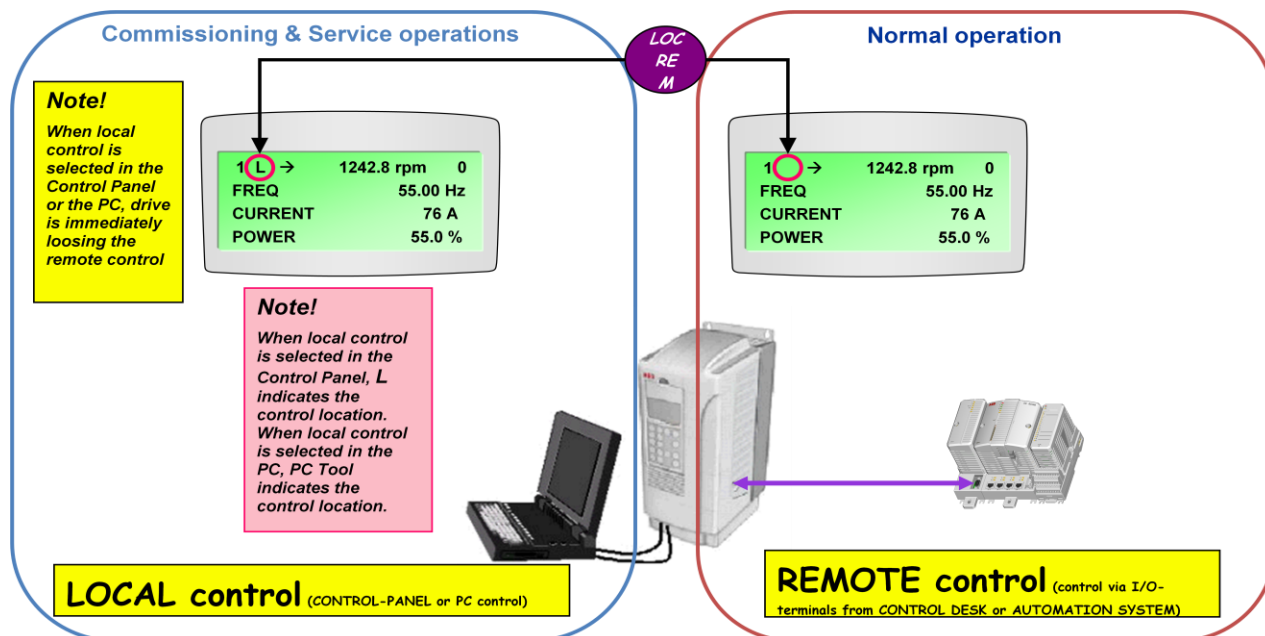 Commissioning & Service operations
LOC
RE
M
Normal operation
Note!
When local
control is
selected in the
Control Panel
or the PC, drive
is immediately
loosing the
remote control
1 L → 1242.8 rpm 0
FREQ 55.00 Hz
CURRENT 76 A
POWER 55.0 %
1 → 1242.8 rpm 0
FREQ 55.00 Hz
CURRENT 76 A
POWER 55.0 %
Note!
When local control
is selected in the
Control Panel, L
indicates the
control location.
When local control
is selected in the
PC, PC Tool
indicates the
control location.
ABB
LOCAL control (CONTROL-PANEL or PC control)
REMOTE control (control via I/O-
terminals from CONTROL DESK or AUTOMATION SYSTEM)